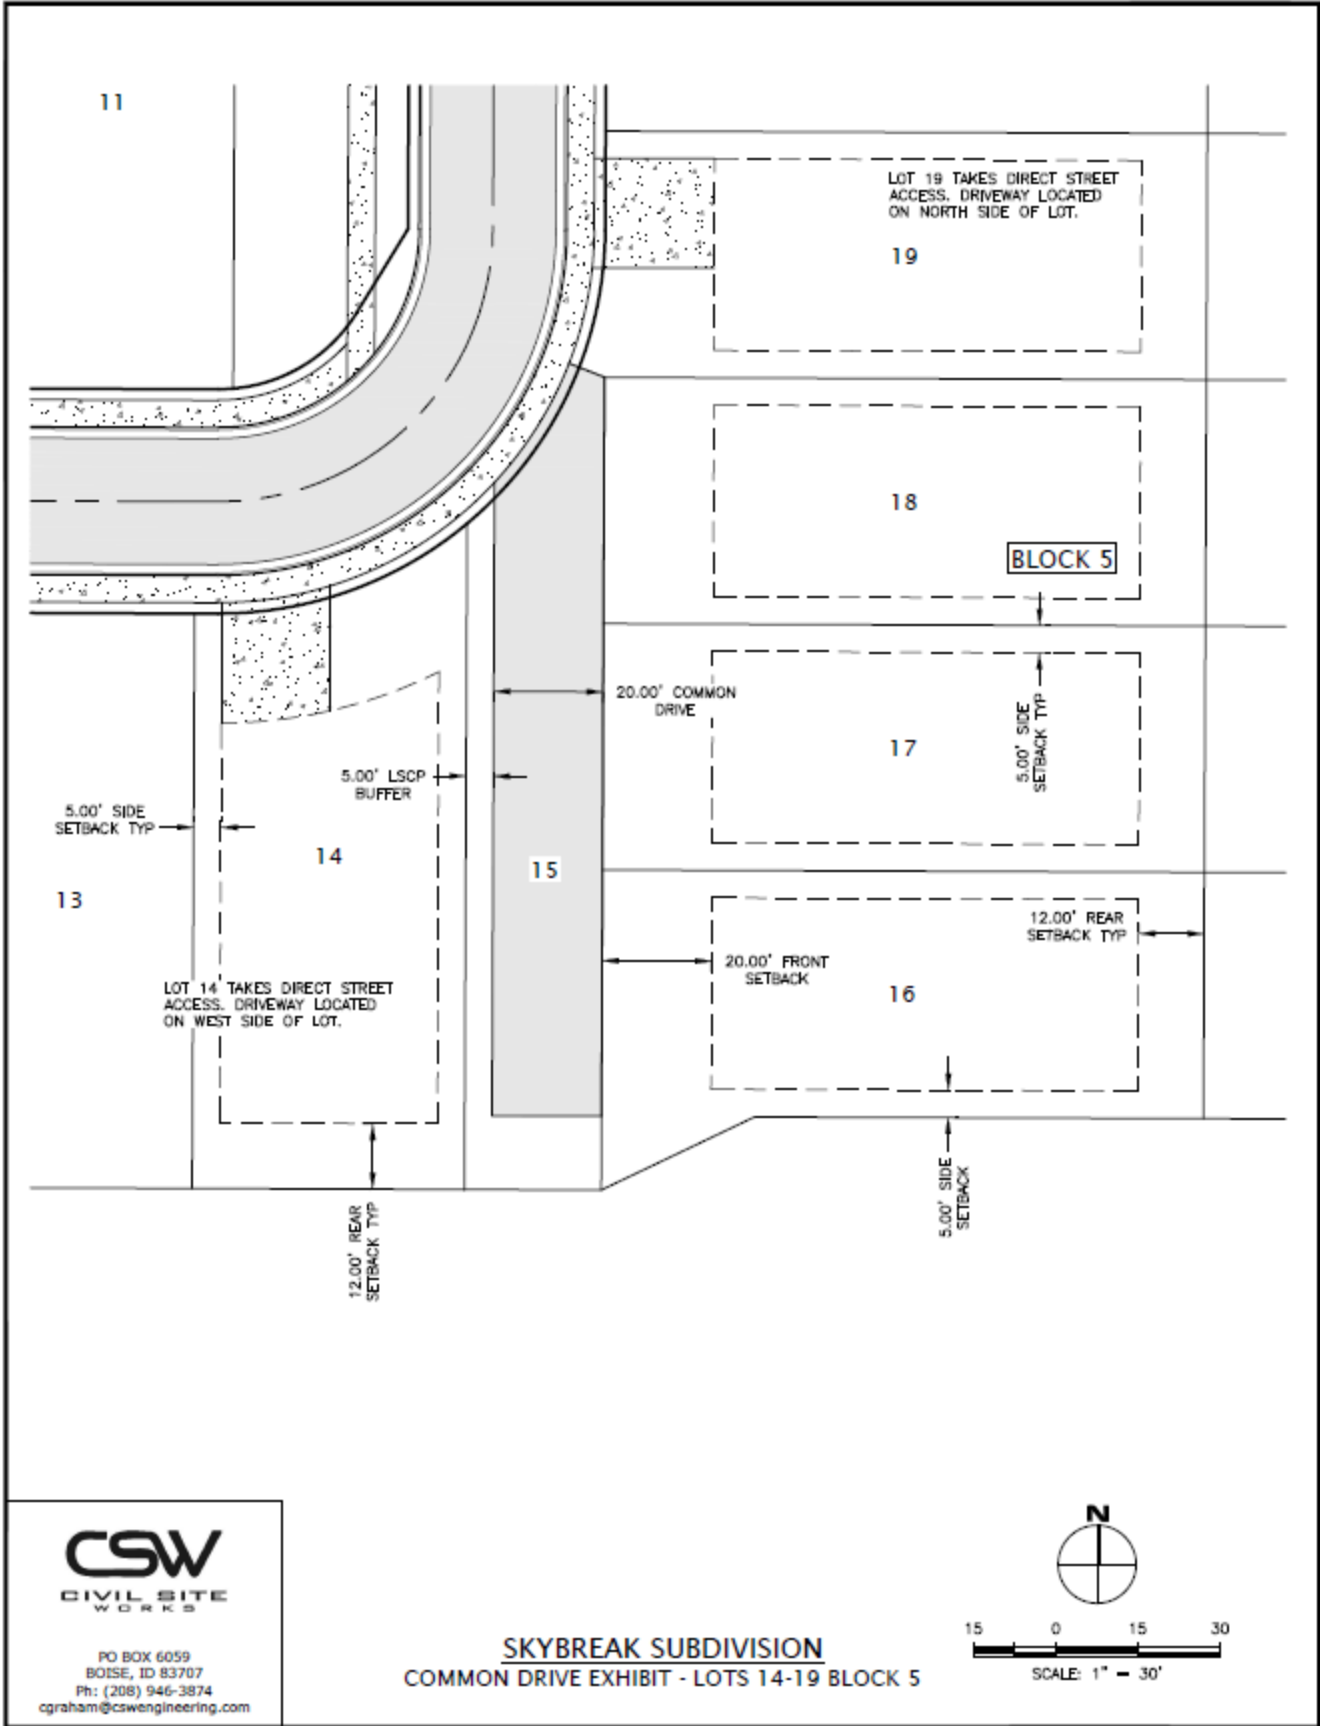 11
LOT 19 TAKES DIRECT STREET
ACCESS. DRIVEWAY LOCATED
ON NORTH SIDE OF LOT.
19
18
BLOCK 5
20.00' COMMON
DRIVE
17
5.00' SIDE
SETBACK TYP
5.00' LSCP
BUFFER
5.00' SIDE
SETBACK TYP
14
15
13
12.00' REAR
SETBACK TYP
20.00' FRONT
SETBACK
16
LOT 14 TAKES DIRECT STREET
ACCESS. DRIVEWAY LOCATED
ON WEST SIDE OF LOT.
5.00' SIDE
SETBACK
12.00' REAR
SETBACK TYP
CSW
CIVIL SITE
WORKS
PO BOX 6059
BOISE, ID 83707
Ph: (208) 946-3874
cgraham@cswengineering.com
SKYBREAK SUBDIVISION
COMMON DRIVE EXHIBIT - LOTS 14-19 BLOCK 5
N
15 0 15 30
SCALE: 1" = 30'